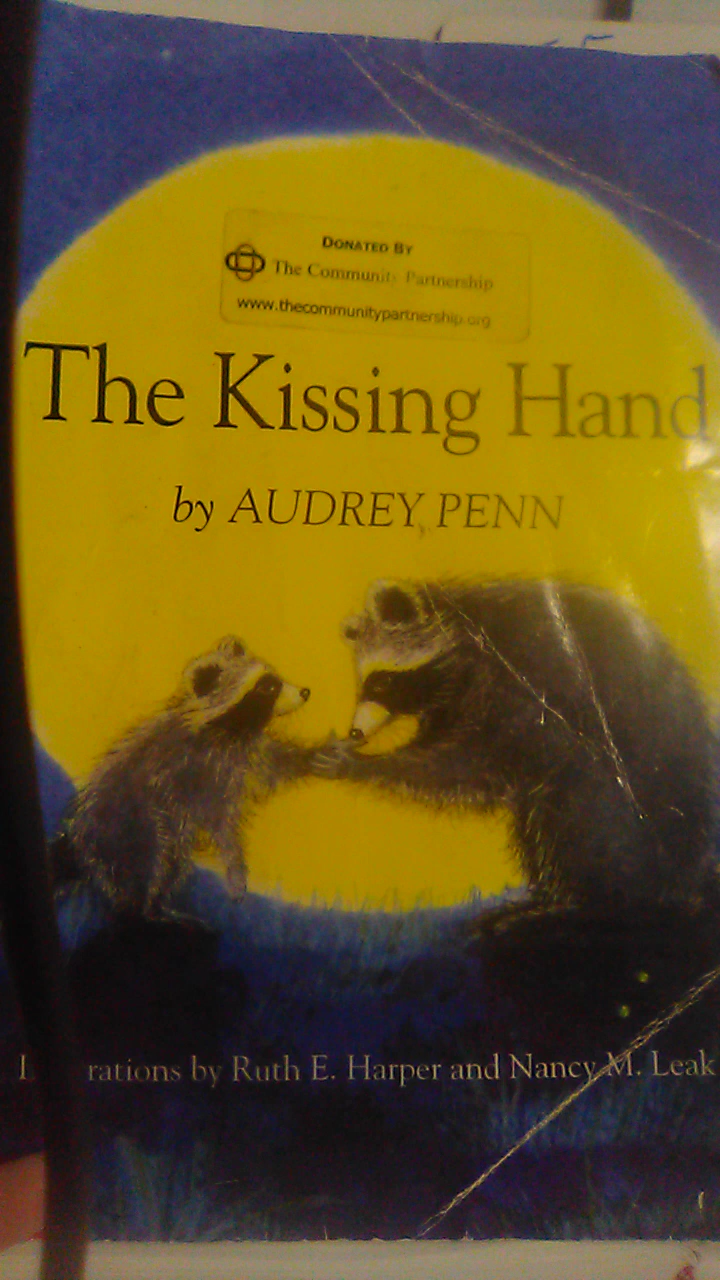 DONATED BY
The Community Partnership
www.thecommunitypartnership.org
The Kissing Hand
by AUDREY PENN
rations by Ruth E. Harper and Nancy M. Leak